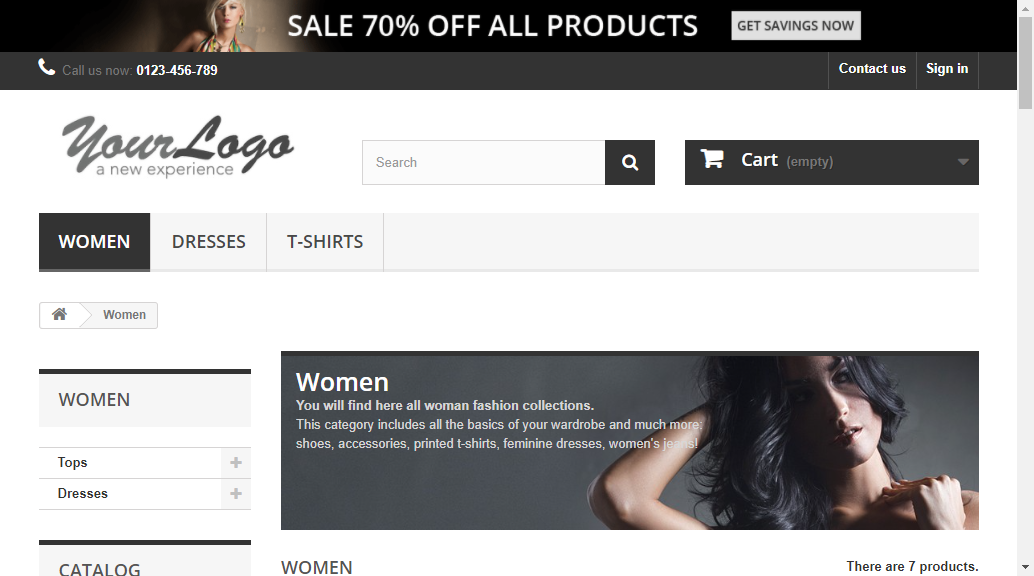 SALE 70% OFF ALL PRODUCTS GET SAVINGS NOW
Call us now: 0123-456-789 Contact us Sign in
YourLogo
a new experience
Search
Cart (empty)
WOMEN DRESSES T-SHIRTS
Women
WOMEN
Tops
Dresses
CATALOG
Women
You will find here all woman fashion collections.
This category includes all the basics of your wardrobe and much more:
shoes, accessories, printed t-shirts, feminine dresses, women's jeans!
WOMEN There are 7 products.